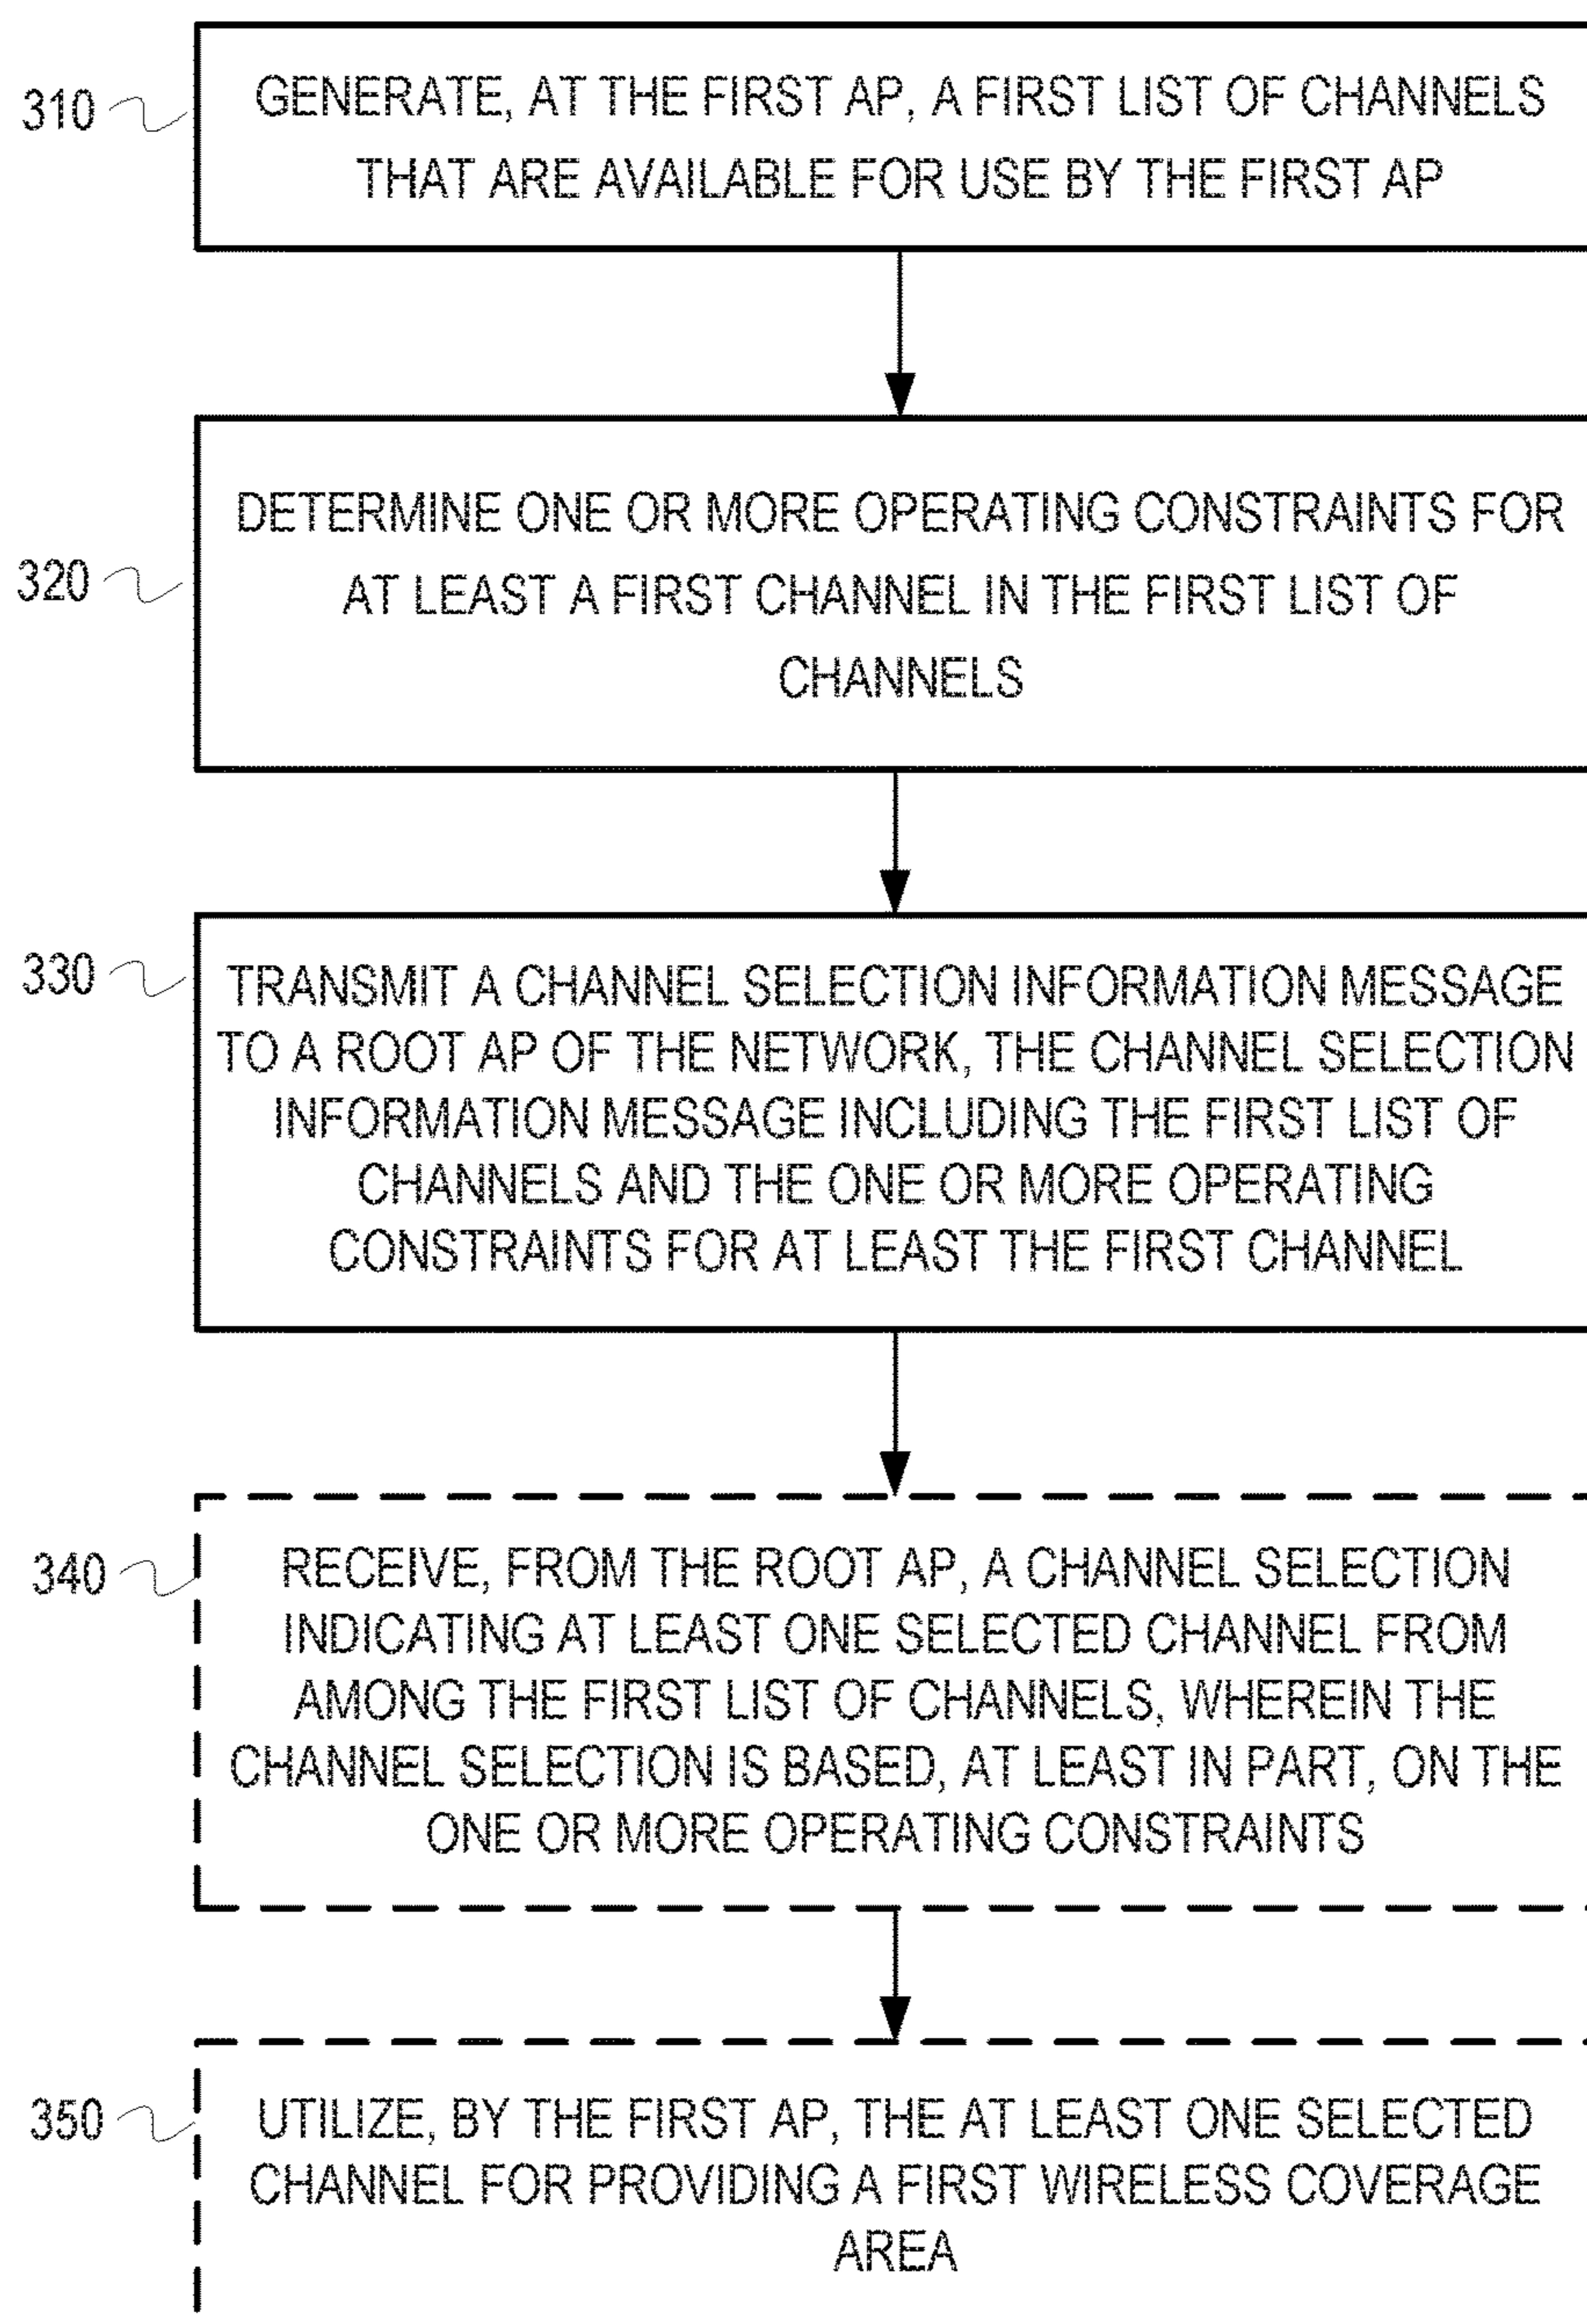 310
GENERATE, AT THE FIRST AP, A FIRST LIST OF CHANNELS
THAT ARE AVAILABLE FOR USE BY THE FIRST AP
320
DETERMINE ONE OR MORE OPERATING CONSTRAINTS FOR
AT LEAST A FIRST CHANNEL IN THE FIRST LIST OF
CHANNELS
330
TRANSMIT A CHANNEL SELECTION INFORMATION MESSAGE
TO A ROOT AP OF THE NETWORK, THE CHANNEL SELECTION
INFORMATION MESSAGE INCLUDING THE FIRST LIST OF
CHANNELS AND THE ONE OR MORE OPERATING
CONSTRAINTS FOR AT LEAST THE FIRST CHANNEL
340
RECEIVE, FROM THE ROOT AP, A CHANNEL SELECTION
INDICATING AT LEAST ONE SELECTED CHANNEL FROM
AMONG THE FIRST LIST OF CHANNELS, WHEREIN THE
CHANNEL SELECTION IS BASED, AT LEAST IN PART, ON THE
ONE OR MORE OPERATING CONSTRAINTS
350
UTILIZE, BY THE FIRST AP, THE AT LEAST ONE SELECTED
CHANNEL FOR PROVIDING A FIRST WIRELESS COVERAGE
AREA